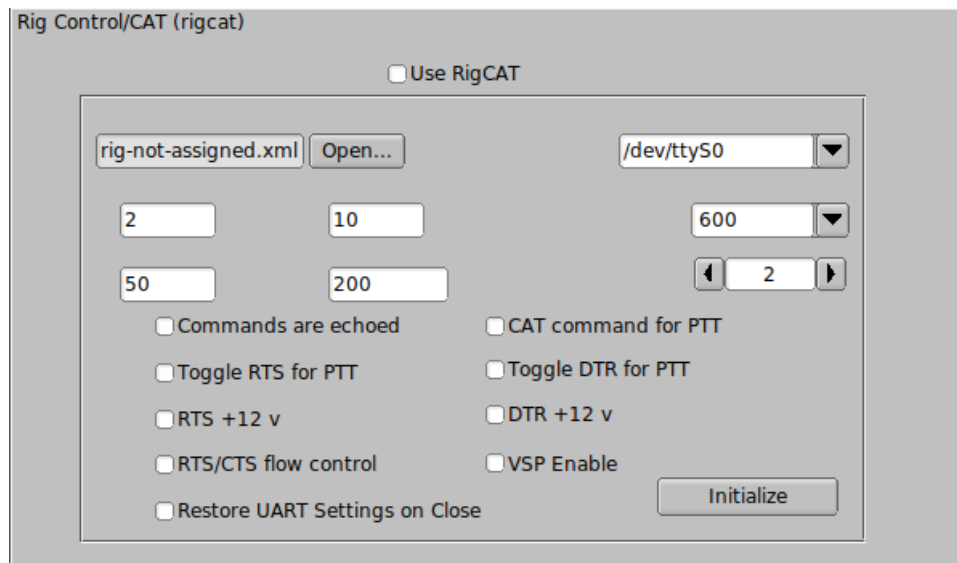 Rig Control/CAT (rigcat)
Use RigCAT
rig-not-assigned.xml Open... /dev/ttyS0
2 10 600
50 200 2
Commands are echoed CAT command for PTT
Toggle RTS for PTT Toggle DTR for PTT
RTS +12 v DTR +12 v
RTS/CTS flow control VSP Enable
Initialize
Restore UART Settings on Close